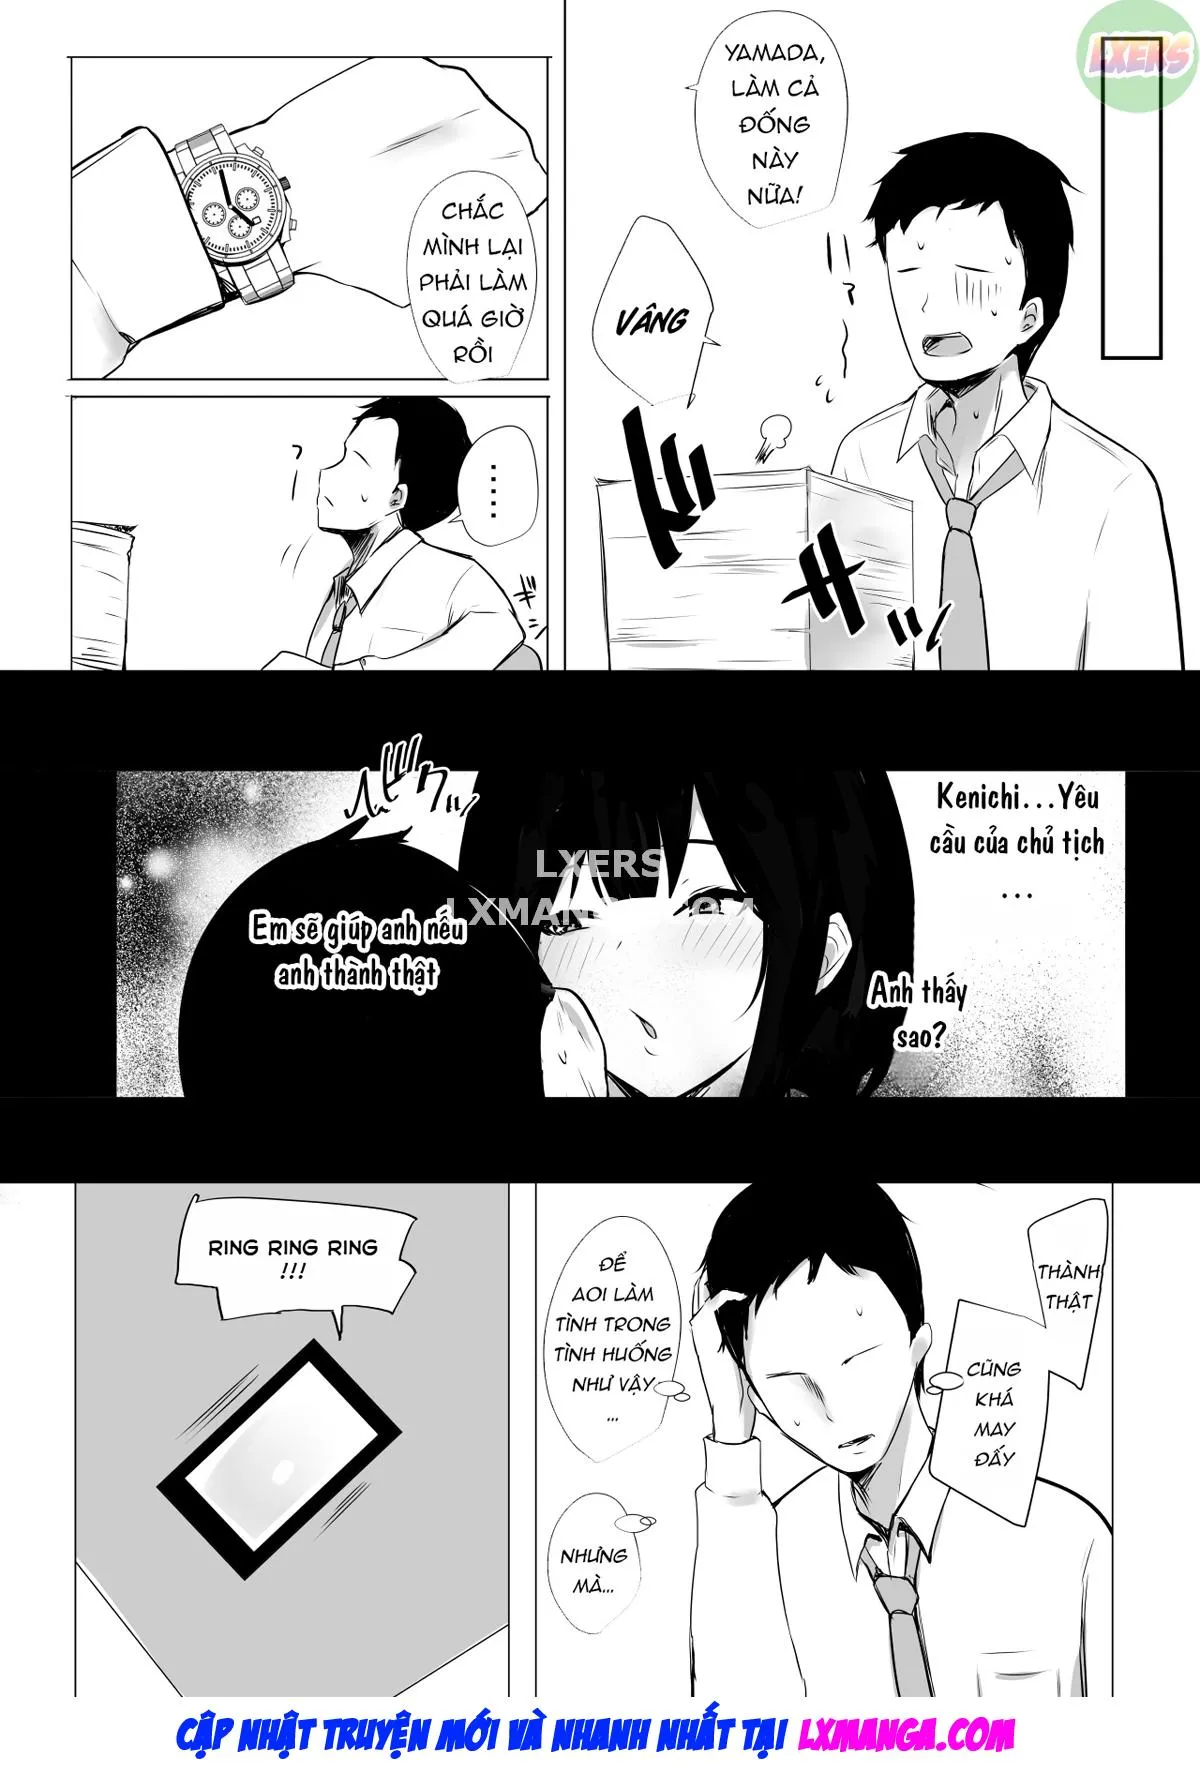 LXERS
YAMADA,
LÀM CẢ
ĐỐNG
NÀY
NỮA!
VÂNG
CHẮC
MÌNH LẠI
PHẢI LÀM
QUÁ GIỜ
RỒI
Kenichi...Yêu
cầu của chủ tịch
...
LXERS
Em sẽ giúp anh nếu
anh thành thật
Anh thấy
sao?
THÀNH
THẬT
CŨNG
KHÁ
MAY
ĐẤY
ĐỂ
AOI LÀM
TÌNH TRONG
TÌNH HUỐNG
NHƯ VẬY
...
NHƯNG
MÀ...
RING RING RING
!!!
CẬP NHẬT TRUYỆN MỚI VÀ NHANH NHẤT TẠI LXMANGA.COM